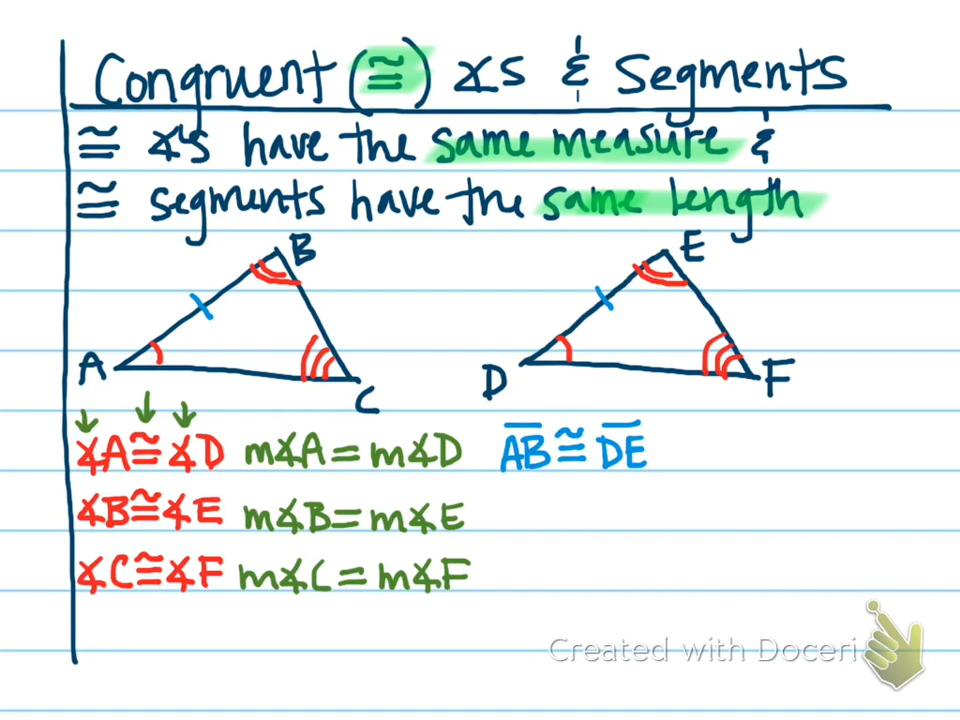 Congruent (≅) ∡s & Segments
≅ ∡'s have the same measure &
≅ segments have the same length
B
E
A
C
D
F
∡A≅∡D m∡A=m∡D AB≅DE
∡B≅∡E m∡B=m∡E
∡C≅∡F m∡C=m∡F
Created with Doceri